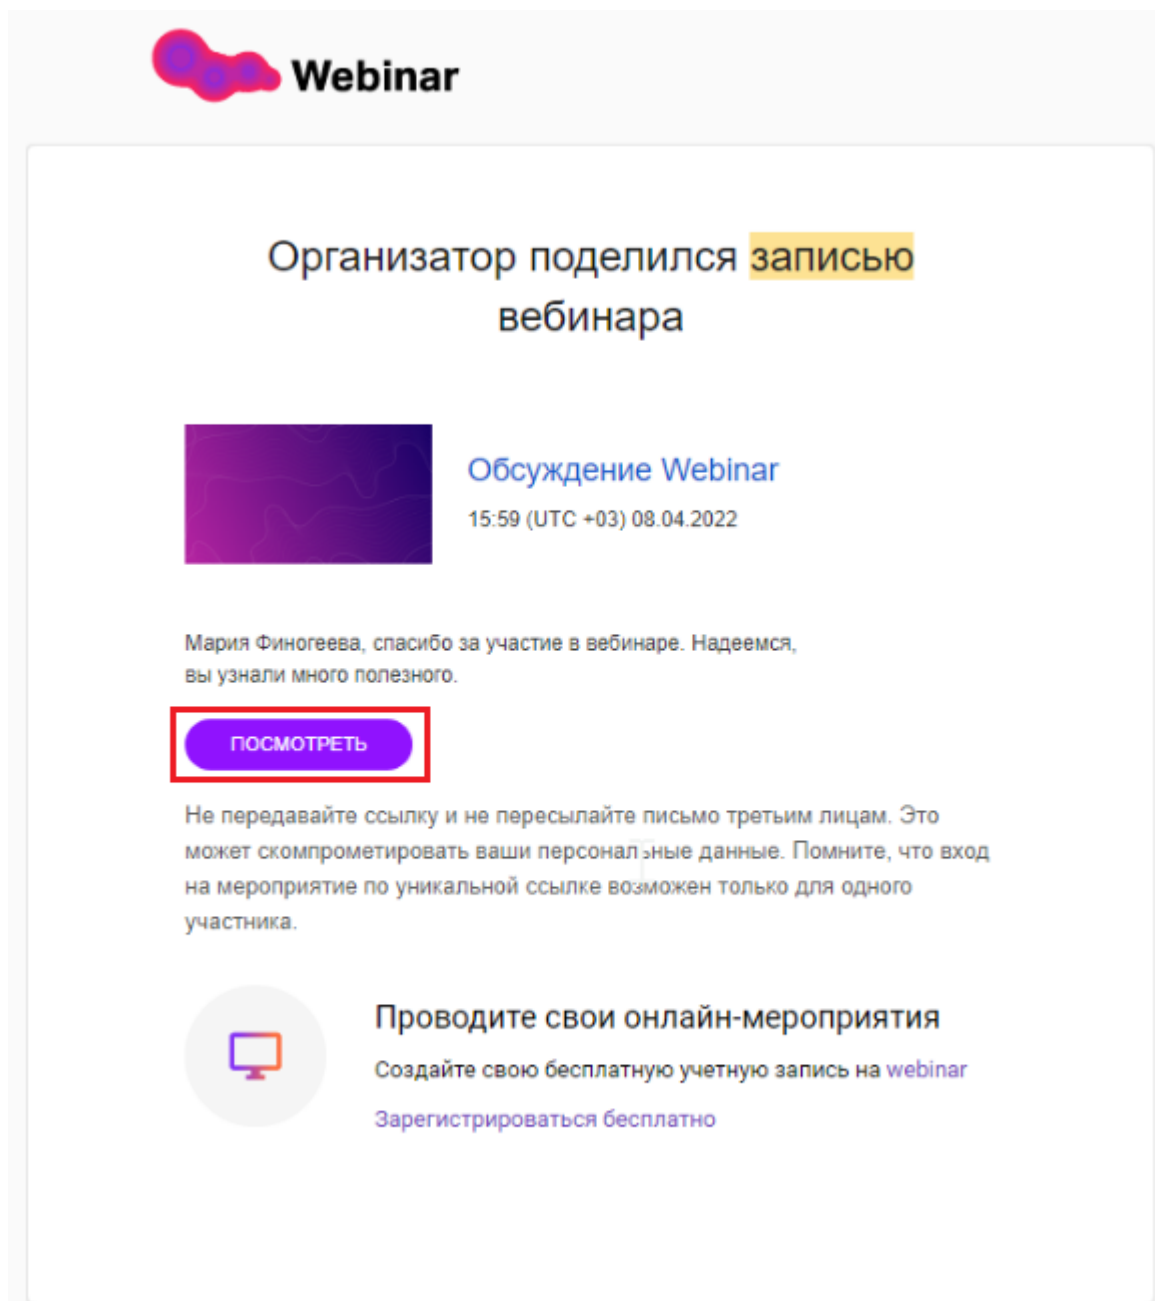 Webinar
Организатор поделился записью
вебинара
Обсуждение Webinar
15:59 (UTC +03) 08.04.2022
Мария Финогеева, спасибо за участие в вебинаре. Надеемся,
вы узнали много полезного.
ПОСМОТРЕТЬ
Не передавайте ссылку и не пересылайте письмо третьим лицам. Это
может скомпрометировать ваши персональные данные. Помните, что вход
на мероприятие по уникальной ссылке возможен только для одного
участника.
Проводите свои онлайн-мероприятия
Создайте свою бесплатную учетную запись на webinar
Зарегистрироваться бесплатно